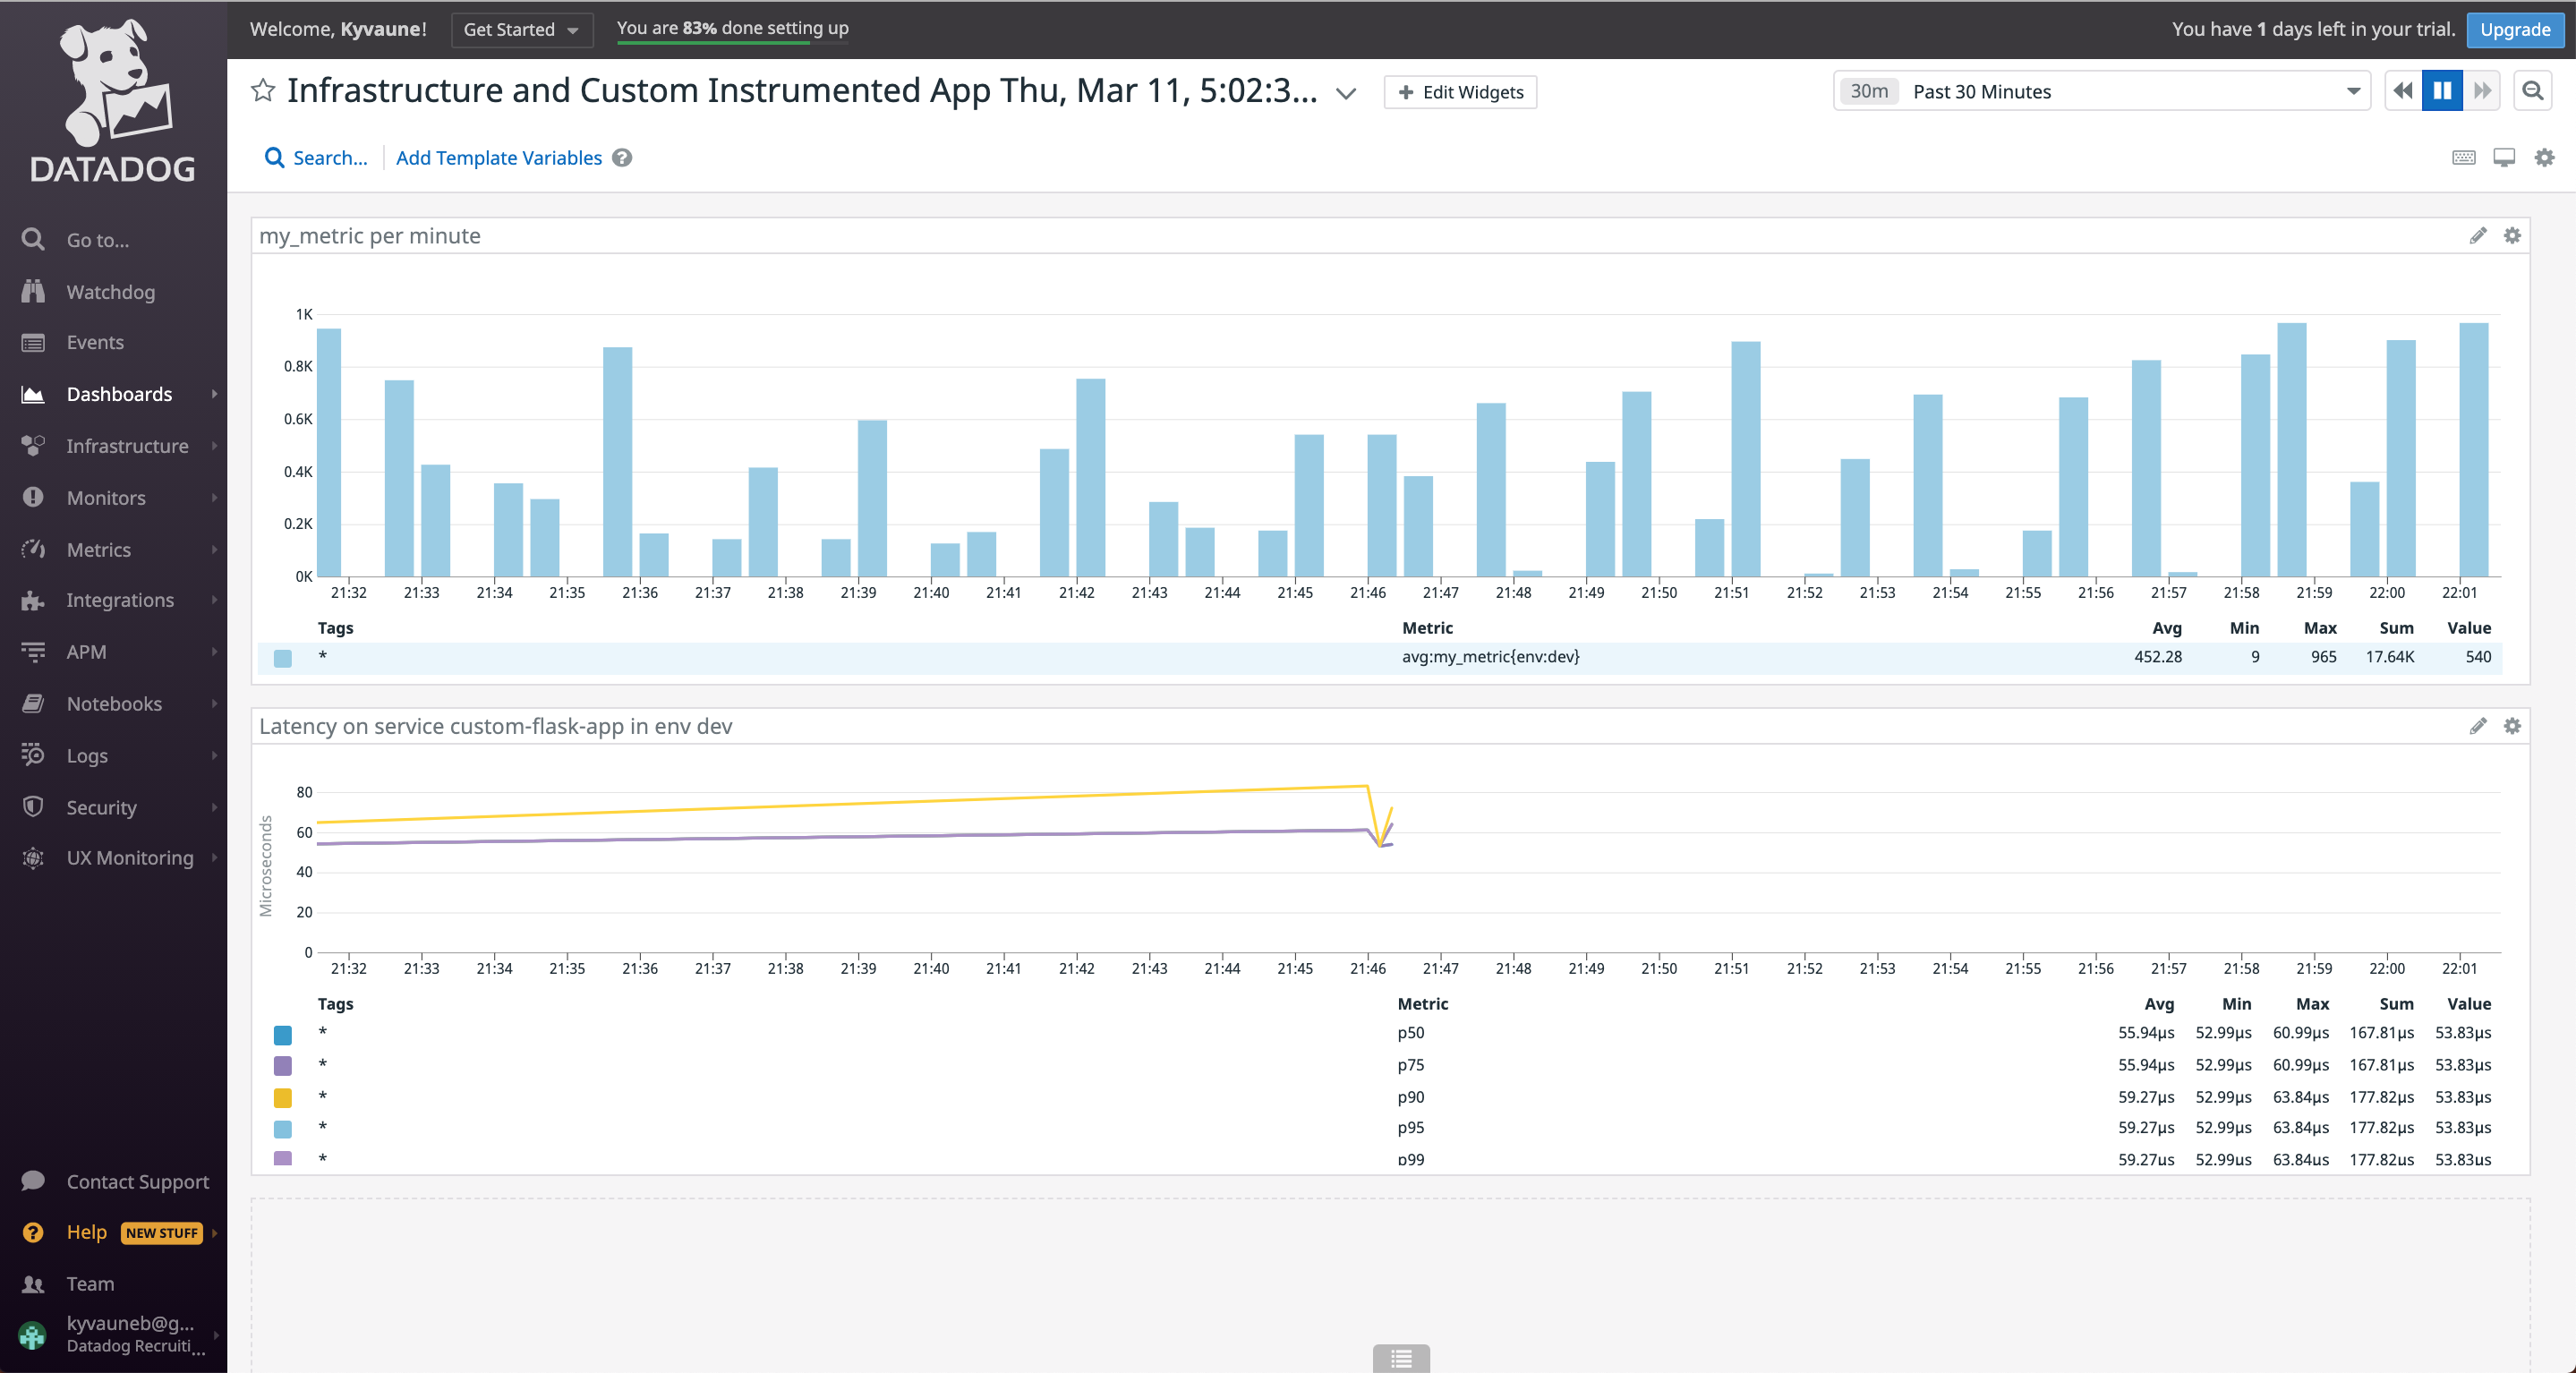 Welcome, Kyvaune!
Get Started
You are 83% done setting up
You have 1 days left in your trial.
Upgrade
DATADOG
Go to...
Watchdog
Events
Dashboards
Infrastructure
Monitors
Metrics
Integrations
APM
Notebooks
Logs
Security
UX Monitoring
Contact Support
Help NEW STUFF
Team
kyvauneb@g...
Datadog Recruiti...
Infrastructure and Custom Instrumented App Thu, Mar 11, 5:02:3...
Edit Widgets
30m Past 30 Minutes
Search...
Add Template Variables
my_metric per minute
1K
0.8K
0.6K
0.4K
0.2K
0K
21:32 21:33 21:34 21:35 21:36 21:37 21:38 21:39 21:40 21:41 21:42 21:43 21:44 21:45 21:46 21:47 21:48 21:49 21:50 21:51 21:52 21:53 21:54 21:55 21:56 21:57 21:58 21:59 22:00 22:01
Tags Metric Avg Min Max Sum Value
* avg:my_metric{env:dev} 452.28 9 965 17.64K 540
Latency on service custom-flask-app in env dev
Microseconds
80
60
40
20
0
21:32 21:33 21:34 21:35 21:36 21:37 21:38 21:39 21:40 21:41 21:42 21:43 21:44 21:45 21:46 21:47 21:48 21:49 21:50 21:51 21:52 21:53 21:54 21:55 21:56 21:57 21:58 21:59 22:00 22:01
Tags Metric Avg Min Max Sum Value
* p50 55.94µs 52.99µs 60.99µs 167.81µs 53.83µs
* p75 55.94µs 52.99µs 60.99µs 167.81µs 53.83µs
* p90 59.27µs 52.99µs 63.84µs 177.82µs 53.83µs
* p95 59.27µs 52.99µs 63.84µs 177.82µs 53.83µs
* p99 59.27µs 52.99µs 63.84µs 177.82µs 53.83µs